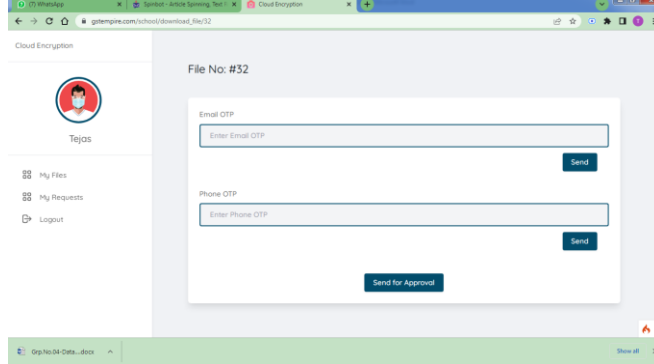 (7) WhatsApp
Spinbot - Article Spinning, Text
Cloud Encryption
gstempire.com/school/download_file/32
Cloud Encryption
File No: #32
Tejas
Email OTP
Enter Email OTP
Send
My Files
My Requests
Logout
Phone OTP
Enter Phone OTP
Send
Send for Approval
Grp.No.04-Data....docx
Show all